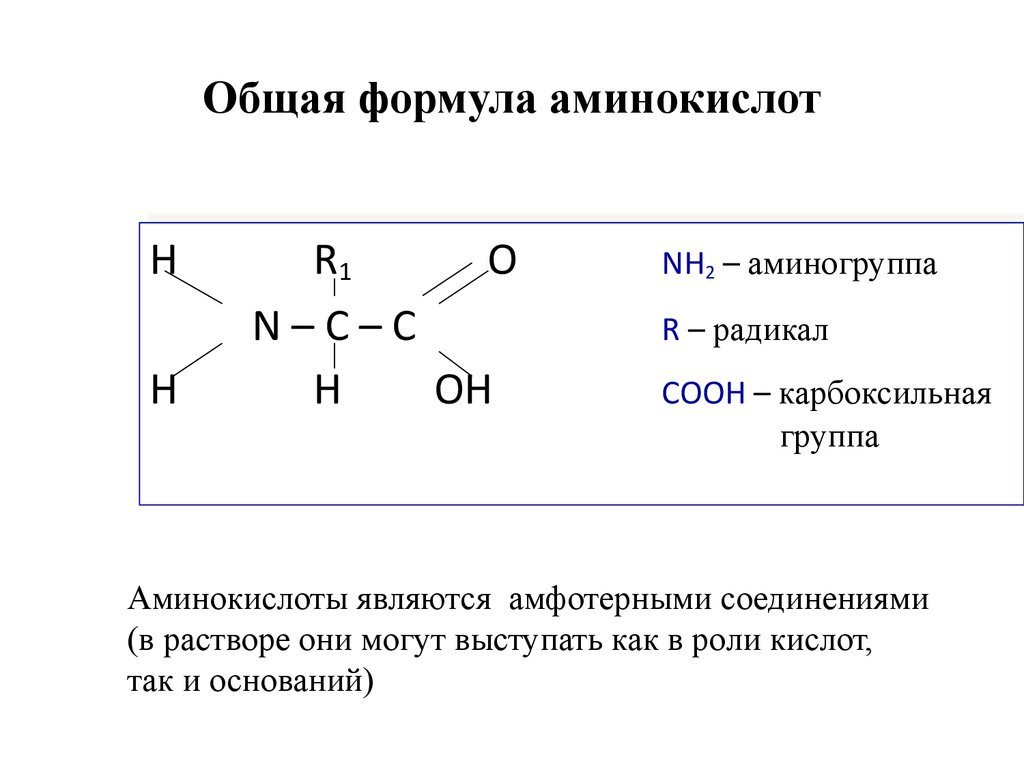 Общая формула аминокислот
H R₁ O NH₂ – аминогруппа
N – C – C R – радикал
H H OH COOH – карбоксильная
группа
Аминокислоты являются амфотерными соединениями
(в растворе они могут выступать как в роли кислот,
так и оснований)